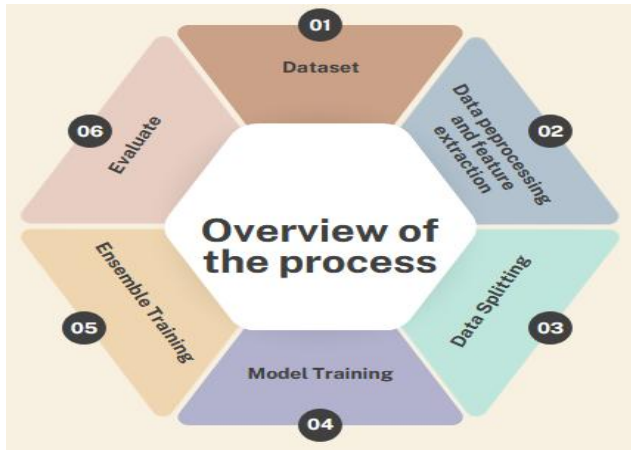 01
Dataset
02
Data peprocessing
and feature
extraction
03
Data Splitting
04
Model Training
05
Ensemble Training
06
Evaluate
Overview of
the process